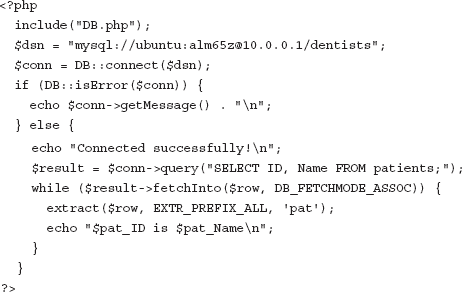 <?php
include("DB.php");
$dsn = "mysql://ubuntu:alm65z@10.0.0.1/dentists";
$conn = DB::connect($dsn);
if (DB::isError($conn)) {
echo $conn->getMessage() . "\n";
} else {
echo "Connected successfully!\n";
$result = $conn->query("SELECT ID, Name FROM patients;");
while ($result->fetchInto($row, DB_FETCHMODE_ASSOC)) {
extract($row, EXTR_PREFIX_ALL, 'pat');
echo "$pat_ID is $pat_Name\n";
}
}
?>